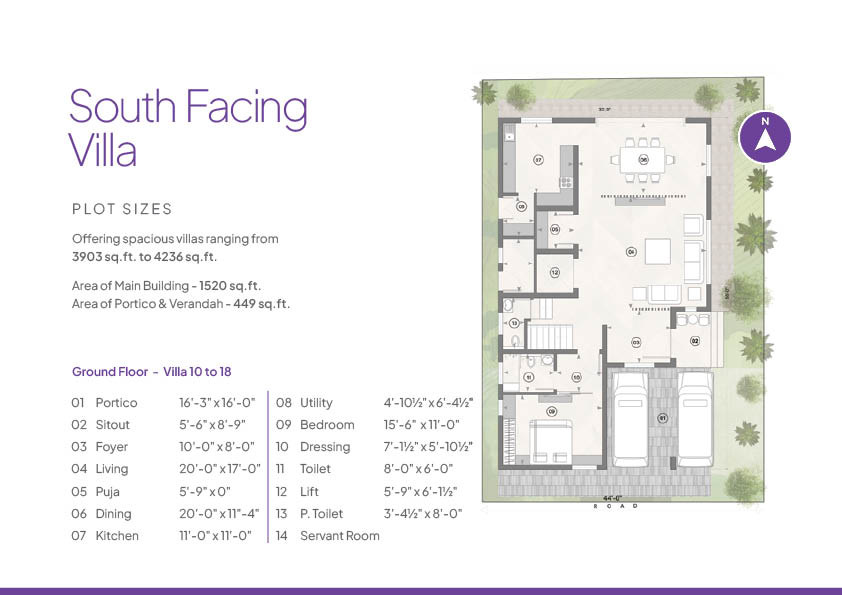 South Facing
Villa
PLOT SIZES
Offering spacious villas ranging from
3903 sq.ft. to 4236 sq.ft.
Area of Main Building - 1520 sq.ft.
Area of Portico & Verandah - 449 sq.ft.
Ground Floor - Villa 10 to 18
01 Portico 16'-3" x 16'-0"
02 Sitout 5'-6" x 8'-9"
03 Foyer 10'-0" x 8'-0"
04 Living 20'-0" x 17'-0"
05 Puja 5'-9" x 0"
06 Dining 20'-0" x 11"-4"
07 Kitchen 11'-0" x 11'-0"
08 Utility 4'-10½" x 6'-4½"
09 Bedroom 15'-6" x 11'-0"
10 Dressing 7'-1½" x 5'-10½"
11 Toilet 8'-0" x 6'-0"
12 Lift 5'-9" x 6'-1½"
13 P. Toilet 3'-4½" x 8'-0"
14 Servant Room
N
07
06
08
05
04
12
13
03
02
11
10
09
01
44'-0"
ROAD